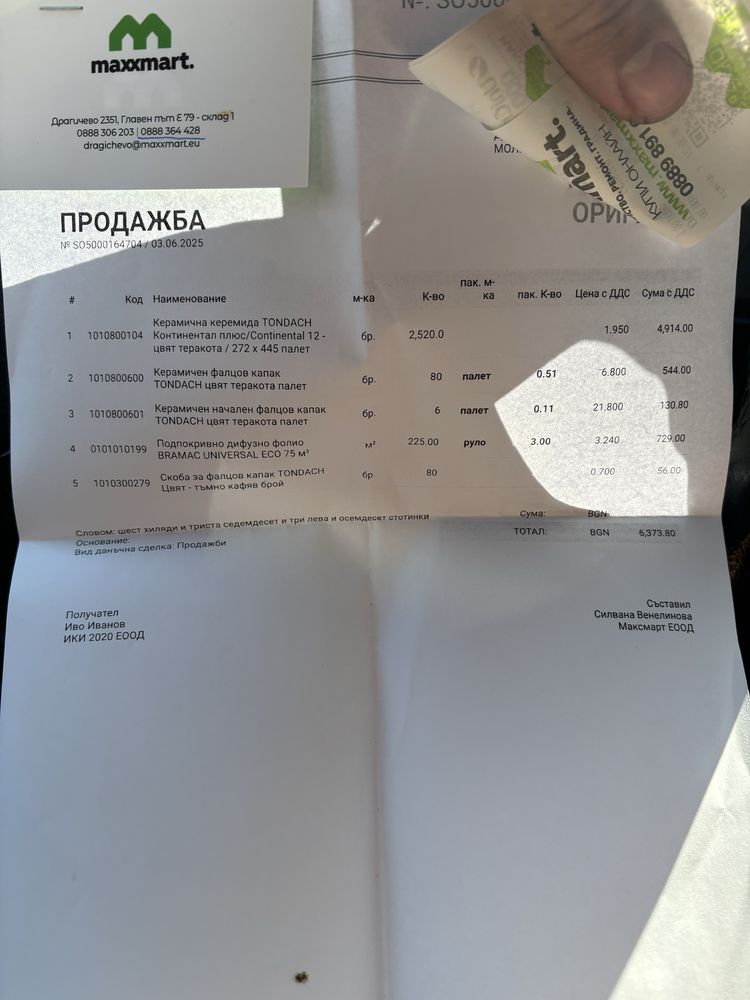 maxxmart.
Драгичево 2351, Главен път Е 79 - склад 1
0888 306 203 | 0888 364 428
dragichevo@maxxmart.eu
№:
mart.
КУПИ ОНЛАЙН
0889 891
ПРОДАЖБА
№ SO5000164704 / 03.06.2025
# Код Наименование м-ка К-во пак. м-ка пак. К-во Цена с ДДС Сума с ДДС
1 1010800104 Керамична керемида TONDACH
Континентал плюс/Continental 12 - бр. 2,520.0 1.950 4,914.00
цвят теракота / 272 x 445 палет
2 1010800600 Керамичен фалцов капак бр. 80 палет 0.51 6.800 544.00
TONDACH цвят теракота палет
3 1010800601 Керамичен начален фалцов капак бр. 6 палет 0.11 21,800 130.80
TONDACH цвят теракота палет
4 0101010199 Подпокривно дифузно фолио м² 225.00 руло 3.00 3.240 729.00
BRAMAC UNIVERSAL ECO 75 м²
5 1010300279 Скоба за фалцов капак TONDACH бр. 80 0.700 56.00
Цвят - тъмно кафяв брой
Сума: BGN
Словом: шест хиляди и триста седемдесет и три лева и осемдесет стотинки
ТОТАЛ: BGN 6,373.80
Основание:
Вид данъчна сделка: Продажби
Получател
Иво Иванов
ИКИ 2020 ЕООД
Съставил
Силвана Венелинова
Максмарт ЕООД